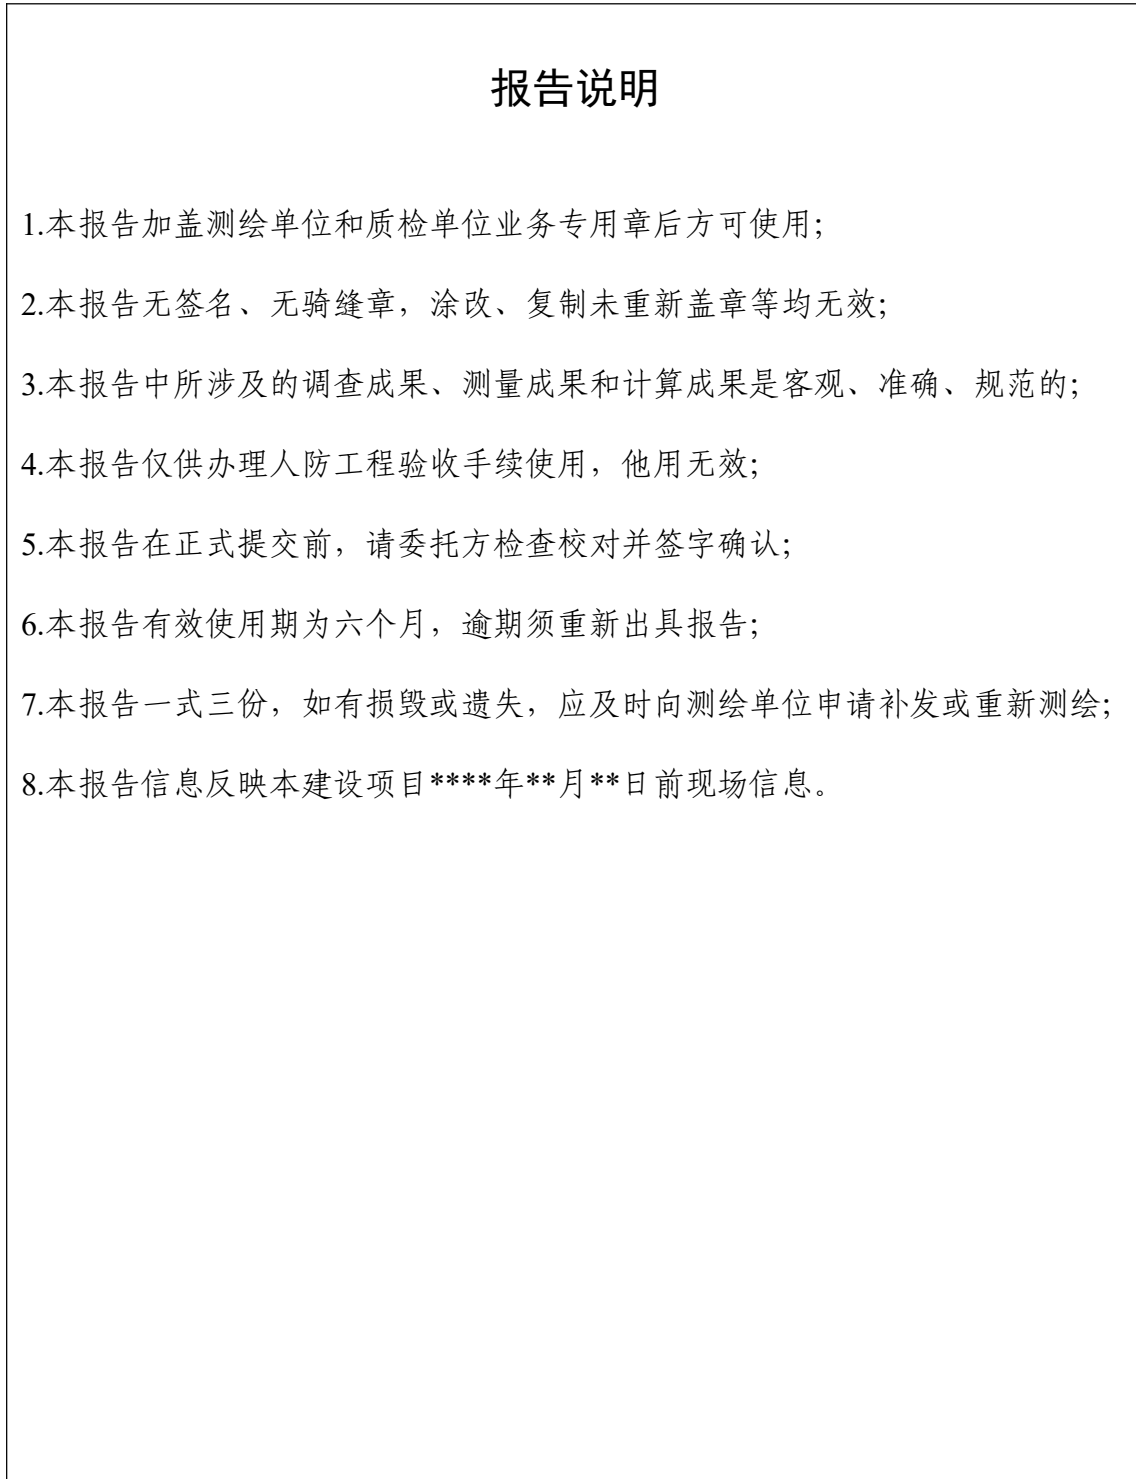 报告说明
1.本报告加盖测绘单位和质检单位业务专用章后方可使用；
2.本报告无签名、无骑缝章，涂改、复制未重新盖章等均无效；
3.本报告中所涉及的调查成果、测量成果和计算成果是客观、准确、规范的；
4.本报告仅供办理人防工程验收手续使用，他用无效；
5.本报告在正式提交前，请委托方检查校对并签字确认；
6.本报告有效使用期为六个月，逾期须重新出具报告；
7.本报告一式三份，如有损毁或遗失，应及时向测绘单位申请补发或重新测绘；
8.本报告信息反映本建设项目****年**月**日前现场信息。